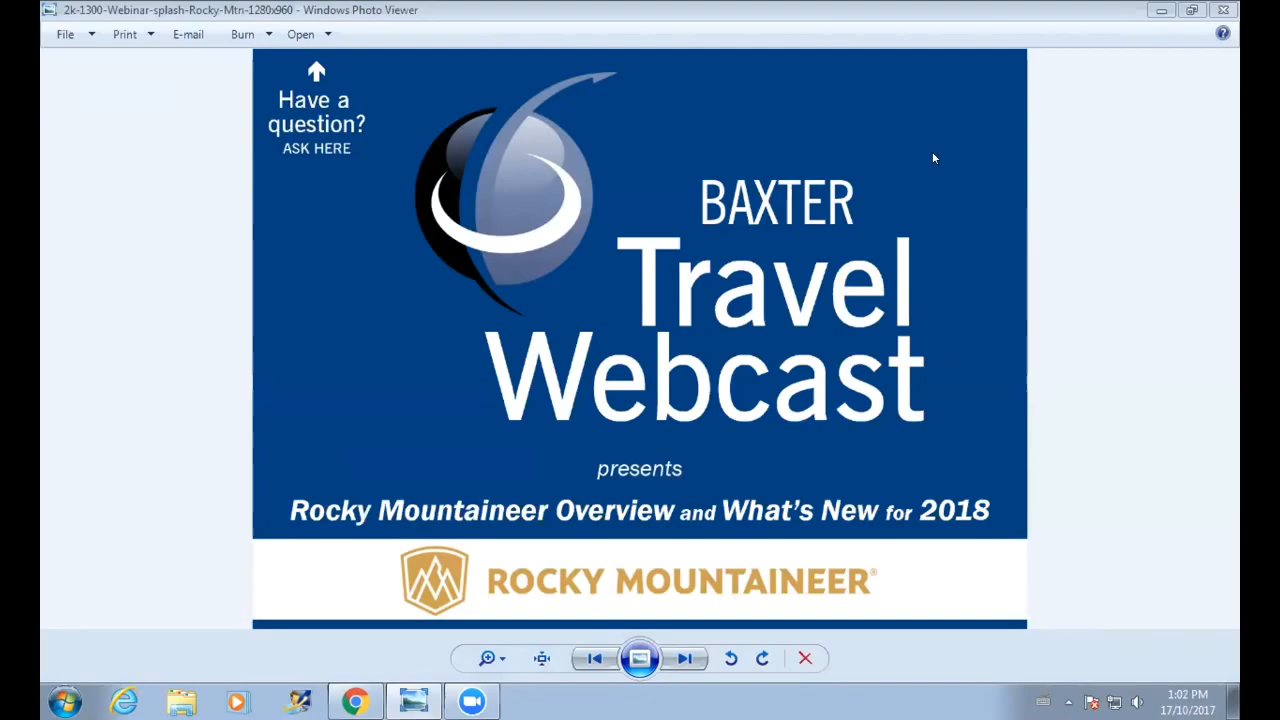 2k-1300-Webinar-splash-Rocky-Mtn-1280x960 - Windows Photo Viewer
File Print E-mail Burn Open
Have a
question?
ASK HERE
BAXTER
Travel
Webcast
presents
Rocky Mountaineer Overview and What's New for 2018
ROCKY MOUNTAINEER®
1:02 PM
17/10/2017